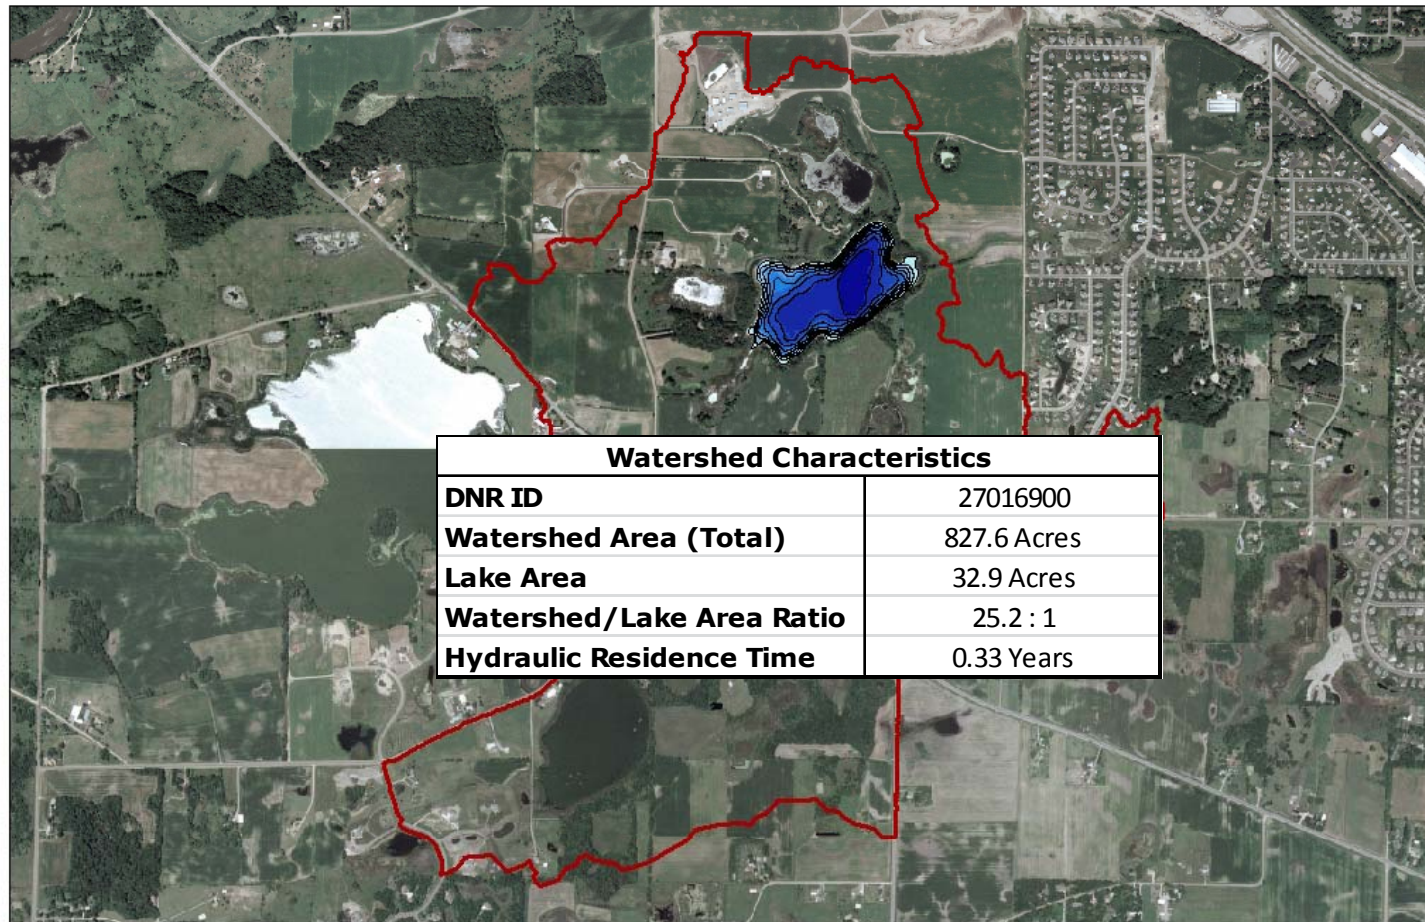 Watershed Characteristics
DNR ID 27016900
Watershed Area (Total) 827.6 Acres
Lake Area 32.9 Acres
Watershed/Lake Area Ratio 25.2 : 1
Hydraulic Residence Time 0.33 Years